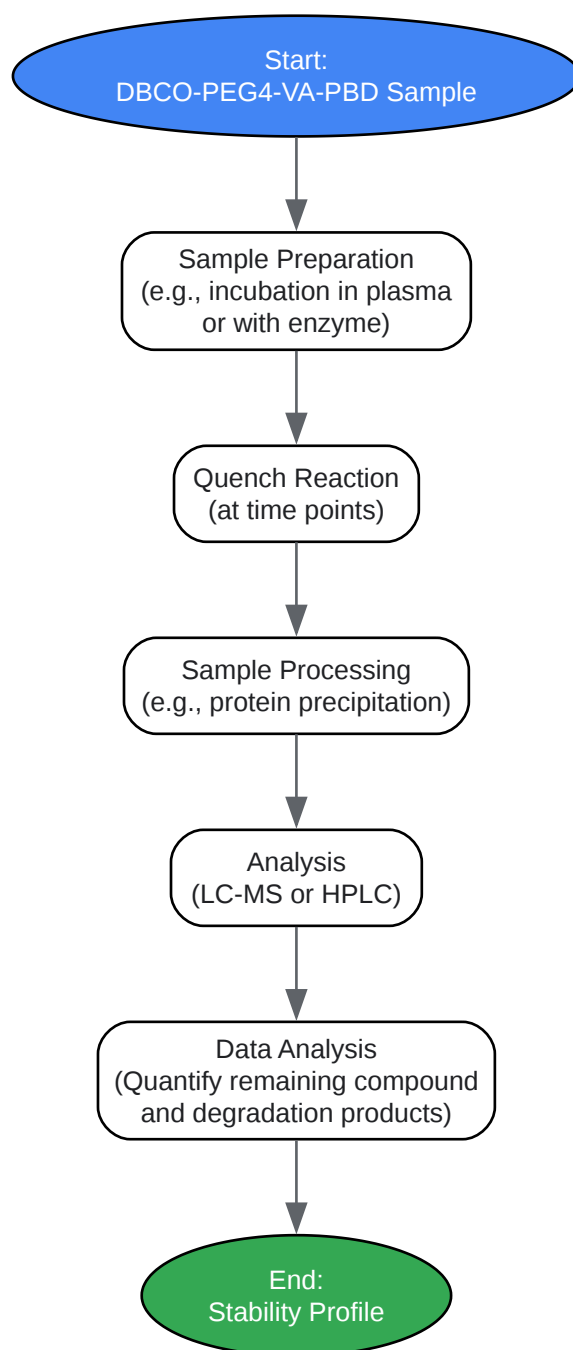 Start:
DBCO-PEG4-VA-PBD Sample
Sample Preparation
(e.g., incubation in plasma
or with enzyme)
Quench Reaction
(at time points)
Sample Processing
(e.g., protein precipitation)
Analysis
(LC-MS or HPLC)
Data Analysis
(Quantify remaining compound
and degradation products)
End:
Stability Profile